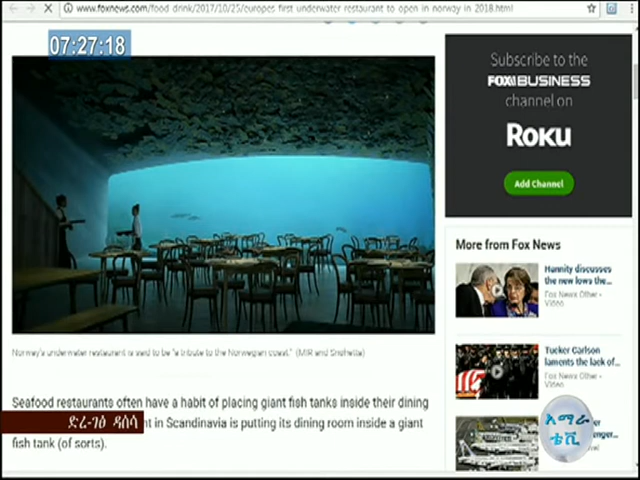 www.foxnews.com/food-drink/2017/10/25/europes-first-underwater-restaurant-to-open-in-norway-in-2018.html
07:27:18
Subscribe to the
FOX BUSINESS
channel on
ROKU
Add Channel
More from Fox News
Hannity discusses
the new lows the...
Fox News Other -
Video
Norway's underwater restaurant is said to be "a tribute to the Norwegian coast." (MIR and Snohetta)
Tucker Carlson
laments the lack of...
Fox News Other -
Video
Seafood restaurants often have a habit of placing giant fish tanks inside their dining
ድረ-ገፅ ዳሰሳ
nt in Scandinavia is putting its dining room inside a giant
fish tank (of sorts).
አማራ
ቴቪ